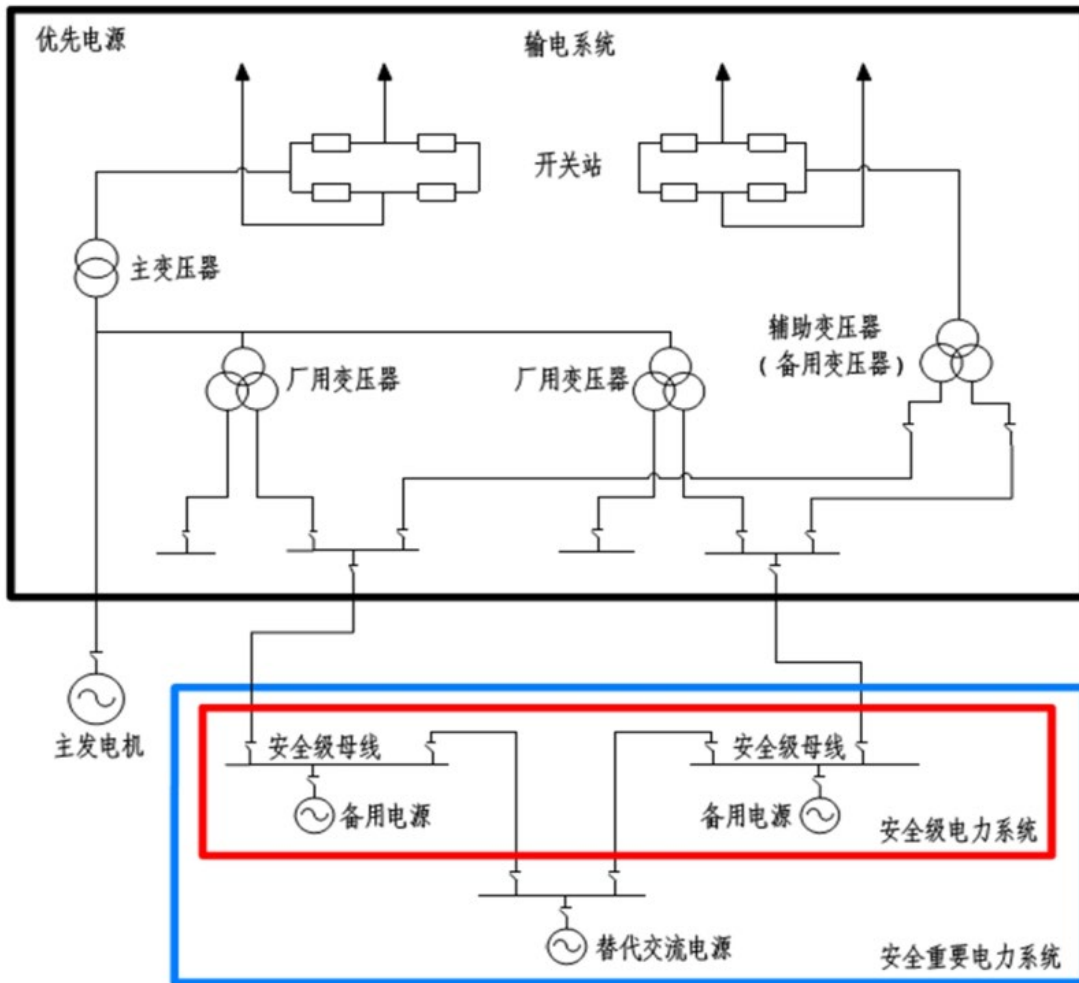 优先电源
输电系统
开关站
主变压器
厂用变压器
厂用变压器
辅助变压器
(备用变压器)
主发电机
安全级母线
安全级母线
备用电源
备用电源
安全级电力系统
替代交流电源
安全重要电力系统